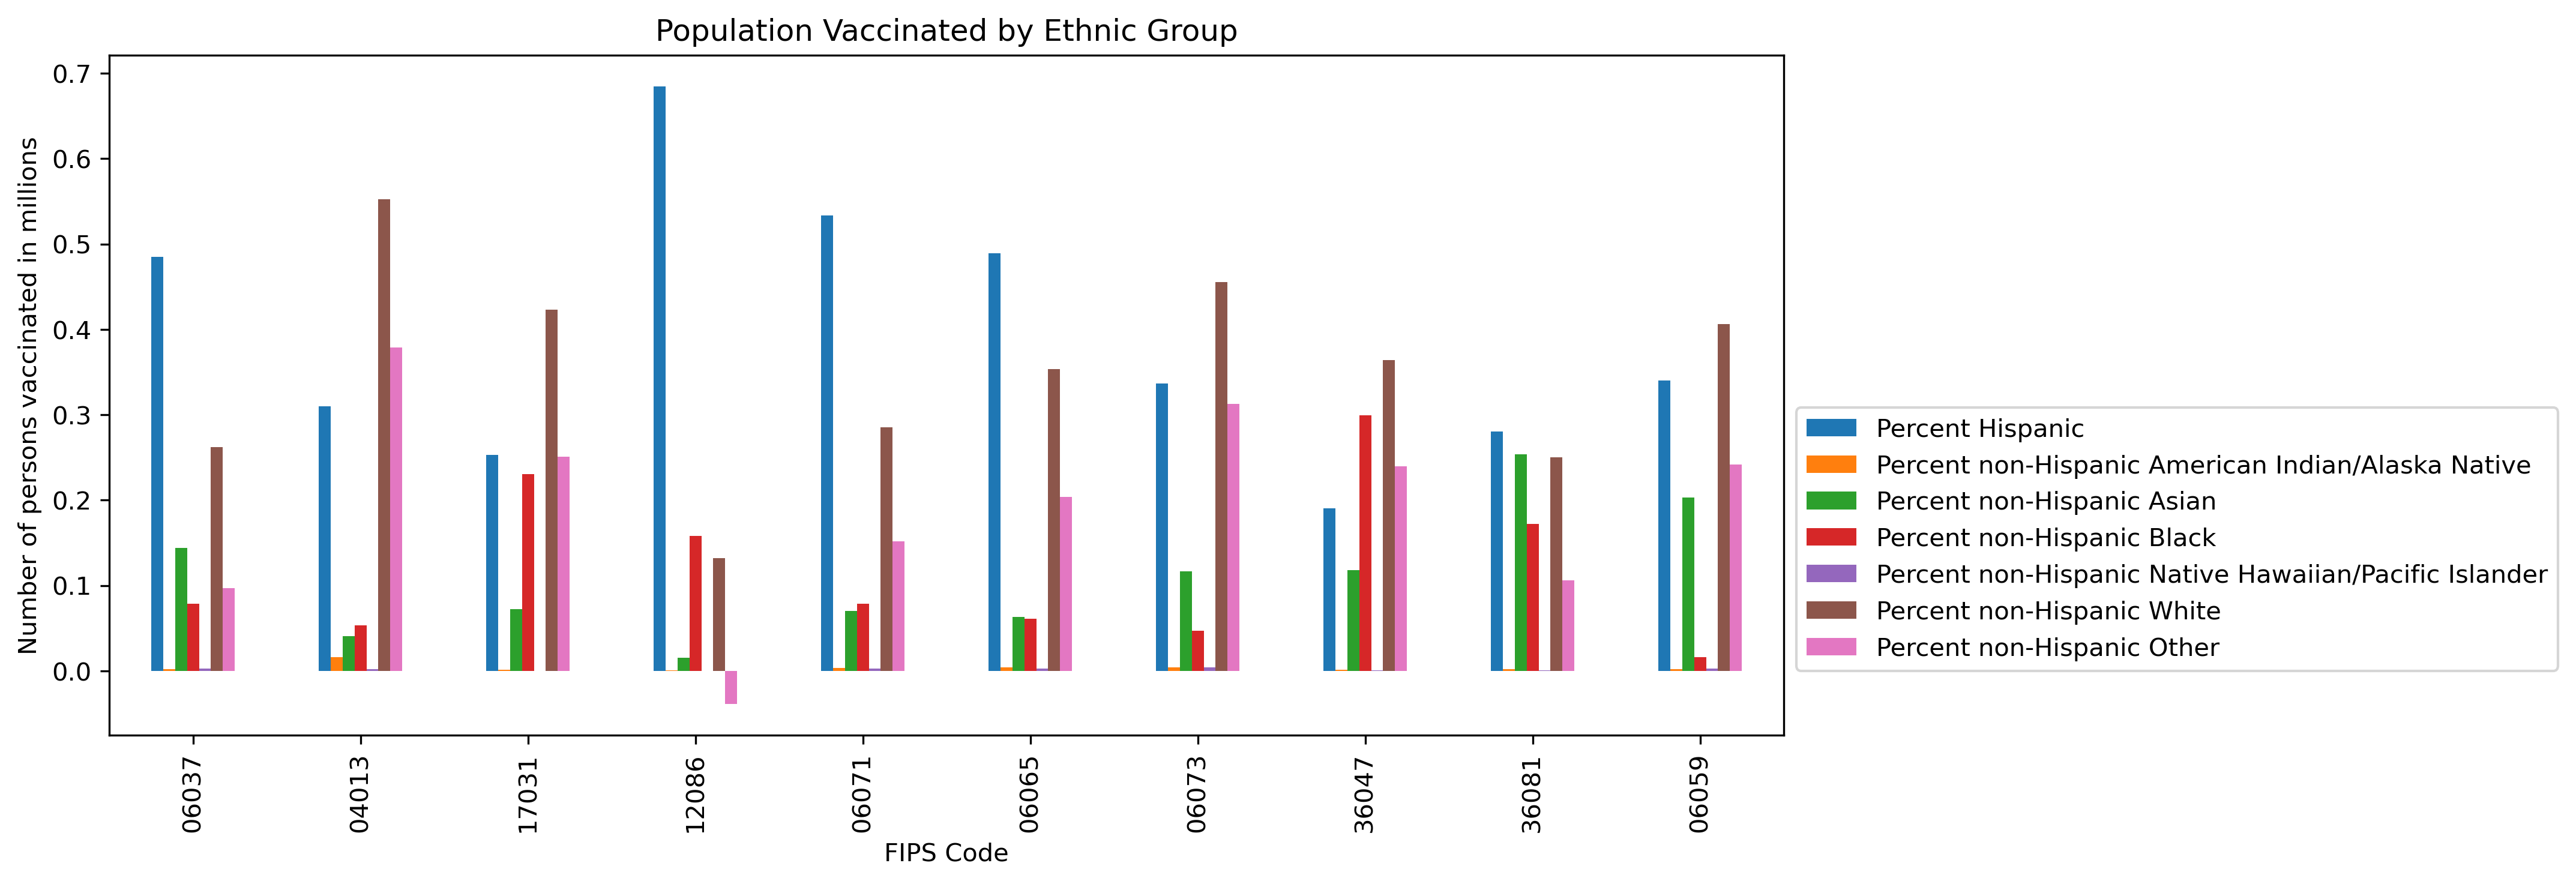 Population Vaccinated by Ethnic Group
Number of persons vaccinated in millions
0.7
0.6
0.5
0.4
0.3
0.2
0.1
0.0
06037
04013
17031
12086
06071
06065
06073
36047
36081
06059
FIPS Code
Percent Hispanic
Percent non-Hispanic American Indian/Alaska Native
Percent non-Hispanic Asian
Percent non-Hispanic Black
Percent non-Hispanic Native Hawaiian/Pacific Islander
Percent non-Hispanic White
Percent non-Hispanic Other